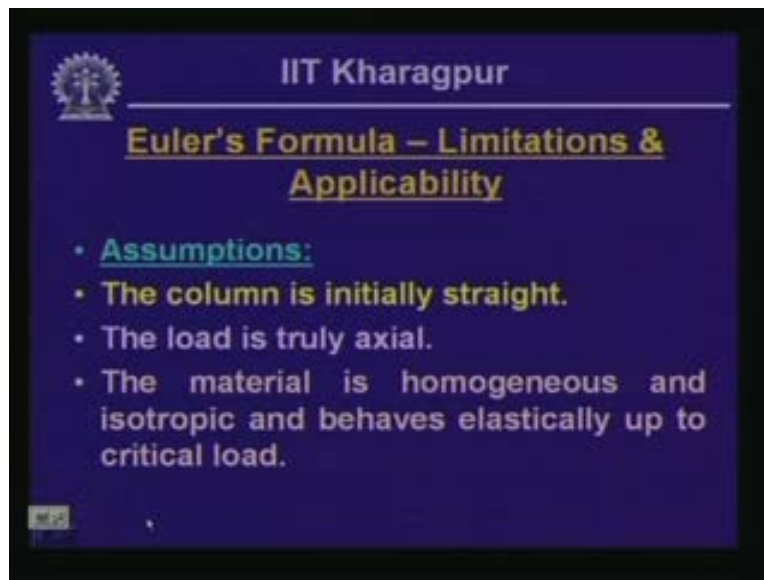 IIT Kharagpur
Euler's Formula – Limitations &
Applicability
• Assumptions:
• The column is initially straight.
• The load is truly axial.
• The material is homogeneous and
isotropic and behaves elastically up to
critical load.